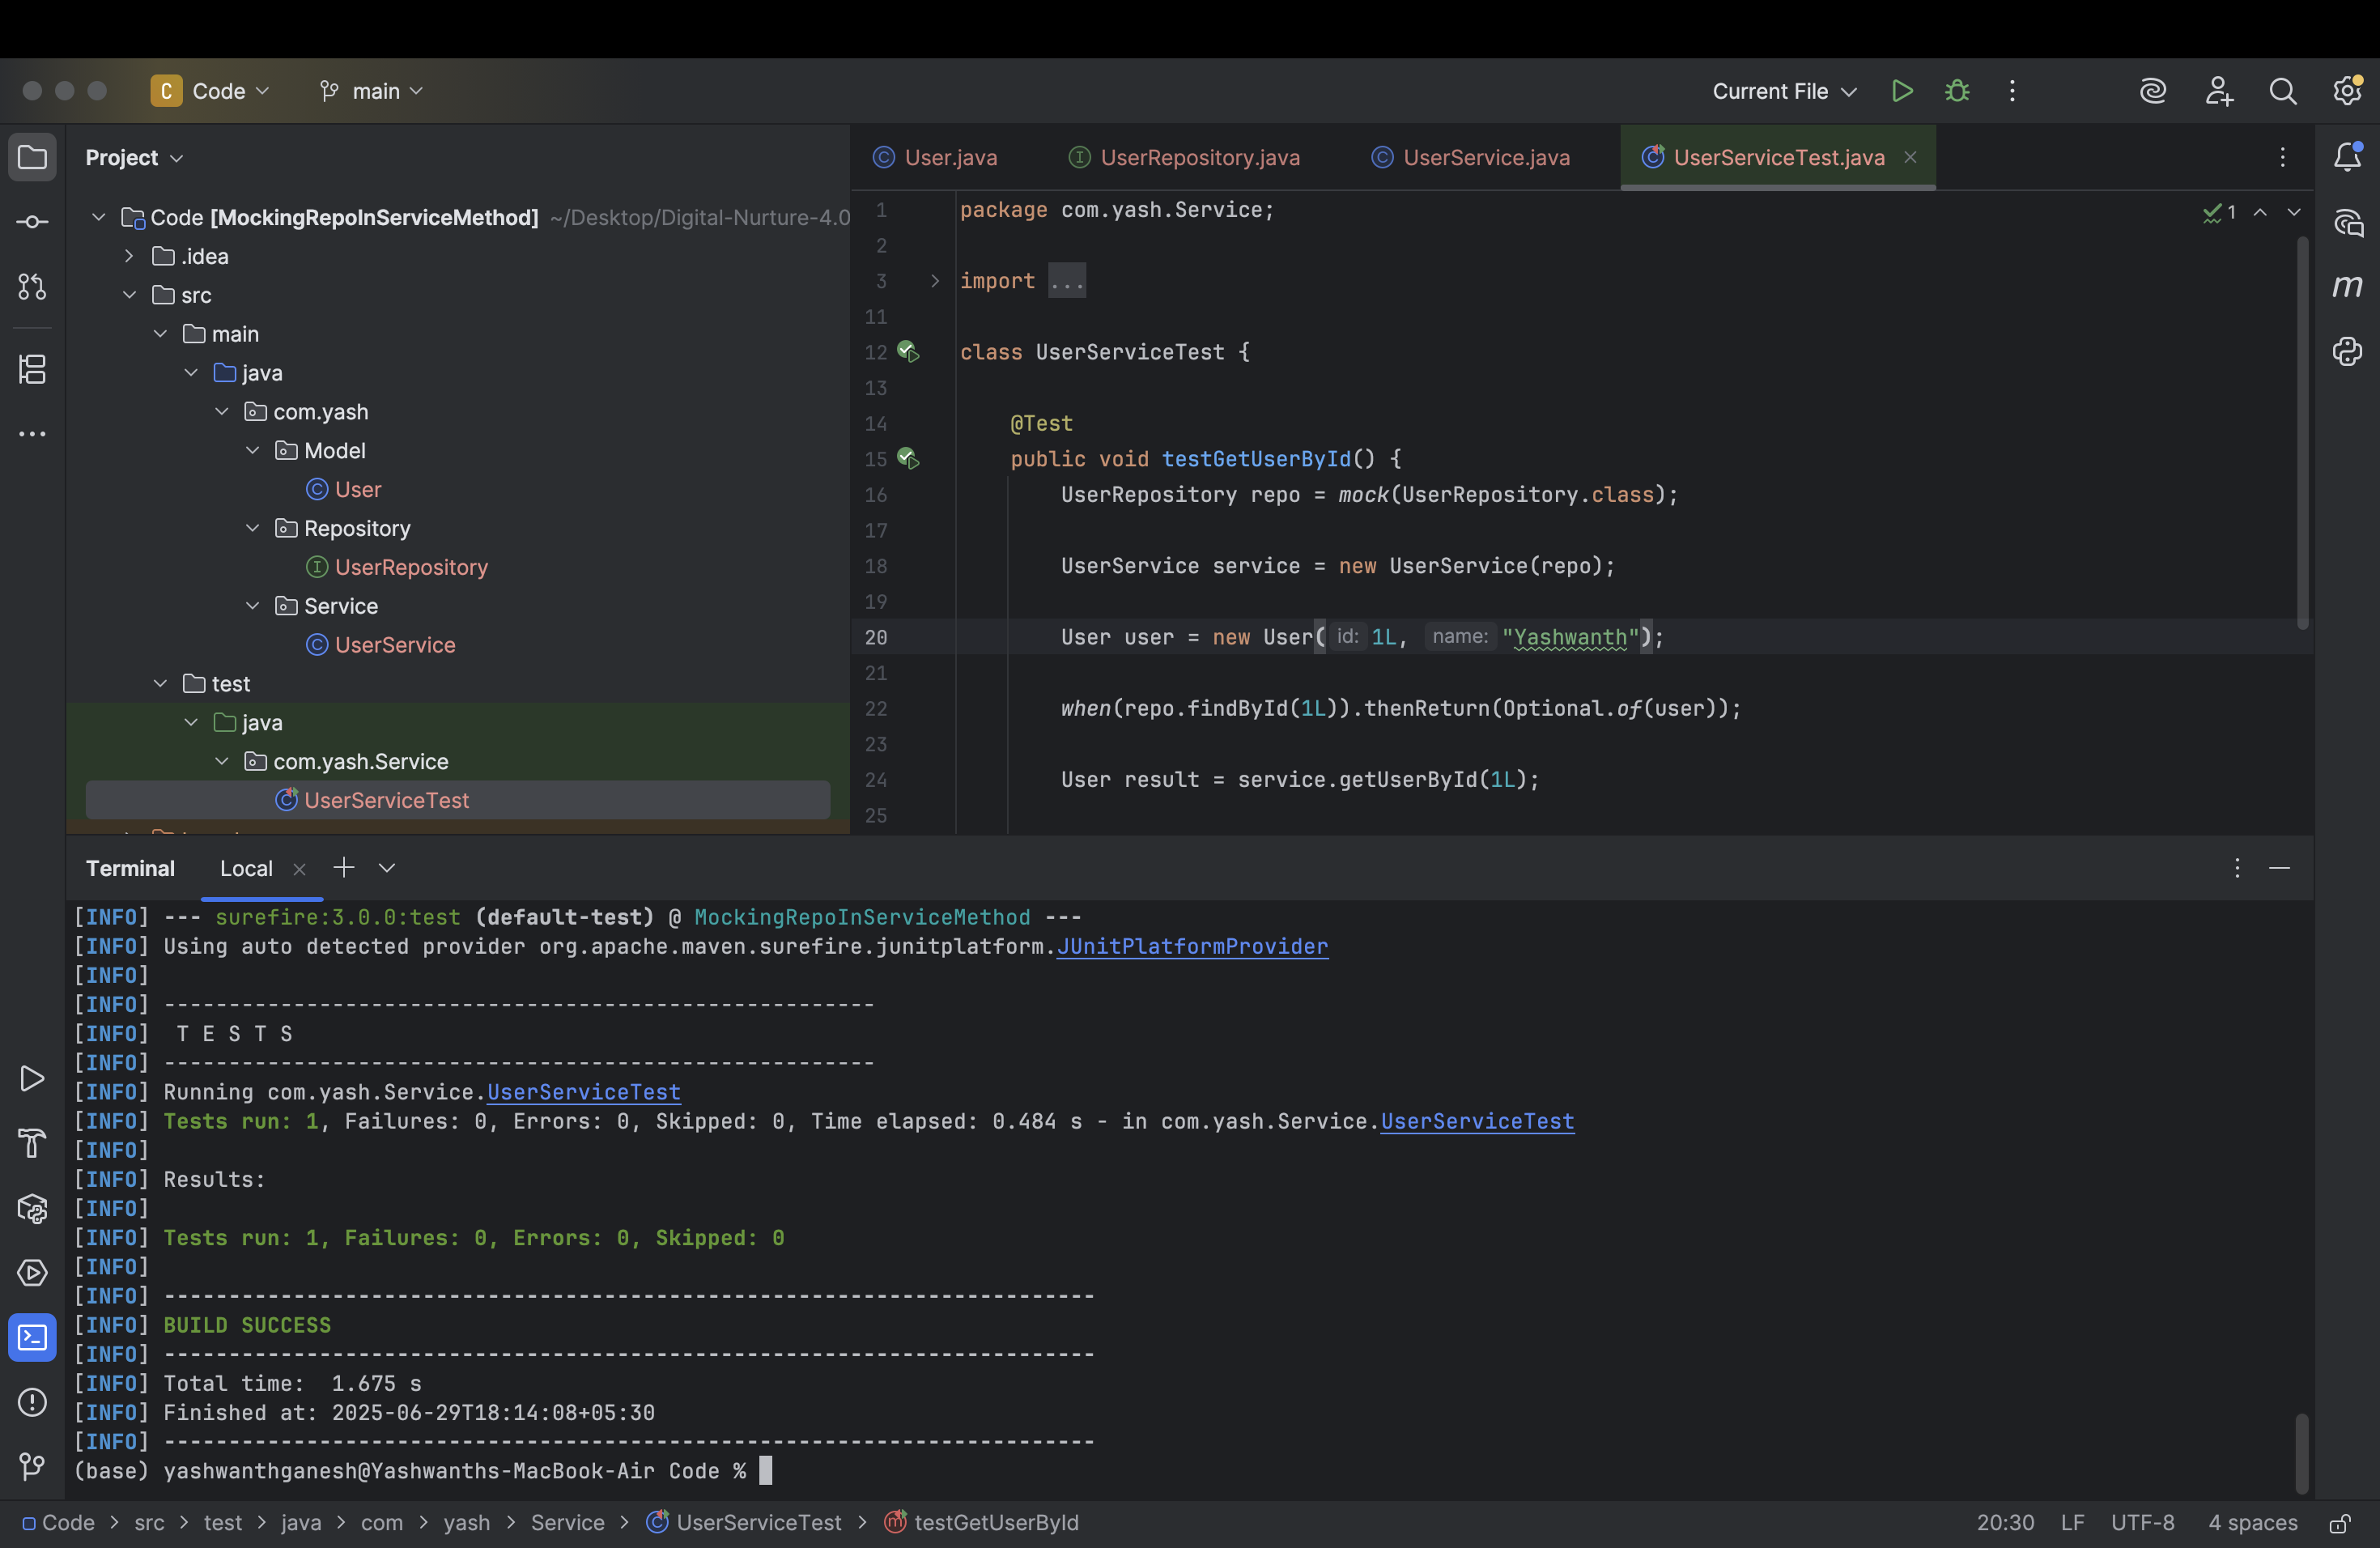 C Code main Current File
Project
Code [MockingRepoInServiceMethod] ~/Desktop/Digital-Nurture-4.0
.idea
src
main
java
com.yash
Model
User
Repository
UserRepository
Service
UserService
test
java
com.yash.Service
UserServiceTest
User.java UserRepository.java UserService.java UserServiceTest.java
1 package com.yash.Service;
2
3 import ...
11
12 class UserServiceTest {
13
14 @Test
15 public void testGetUserById() {
16 UserRepository repo = mock(UserRepository.class);
17
18 UserService service = new UserService(repo);
19
20 User user = new User( id: 1L, name: "Yashwanth");
21
22 when(repo.findById(1L)).thenReturn(Optional.of(user));
23
24 User result = service.getUserById(1L);
25
1
Terminal Local
[INFO] --- surefire:3.0.0:test (default-test) @ MockingRepoInServiceMethod ---
[INFO] Using auto detected provider org.apache.maven.surefire.junitplatform.JUnitPlatformProvider
[INFO]
[INFO] -------------------------------------------------------
[INFO]  T E S T S
[INFO] -------------------------------------------------------
[INFO] Running com.yash.Service.UserServiceTest
[INFO] Tests run: 1, Failures: 0, Errors: 0, Skipped: 0, Time elapsed: 0.484 s - in com.yash.Service.UserServiceTest
[INFO]
[INFO] Results:
[INFO]
[INFO] Tests run: 1, Failures: 0, Errors: 0, Skipped: 0
[INFO]
[INFO] ------------------------------------------------------------------------
[INFO] BUILD SUCCESS
[INFO] ------------------------------------------------------------------------
[INFO] Total time:  1.675 s
[INFO] Finished at: 2025-06-29T18:14:08+05:30
[INFO] ------------------------------------------------------------------------
(base) yashwanthganesh@Yashwanths-MacBook-Air Code %
Code > src > test > java > com > yash > Service > UserServiceTest > testGetUserById 20:30 LF UTF-8 4 spaces